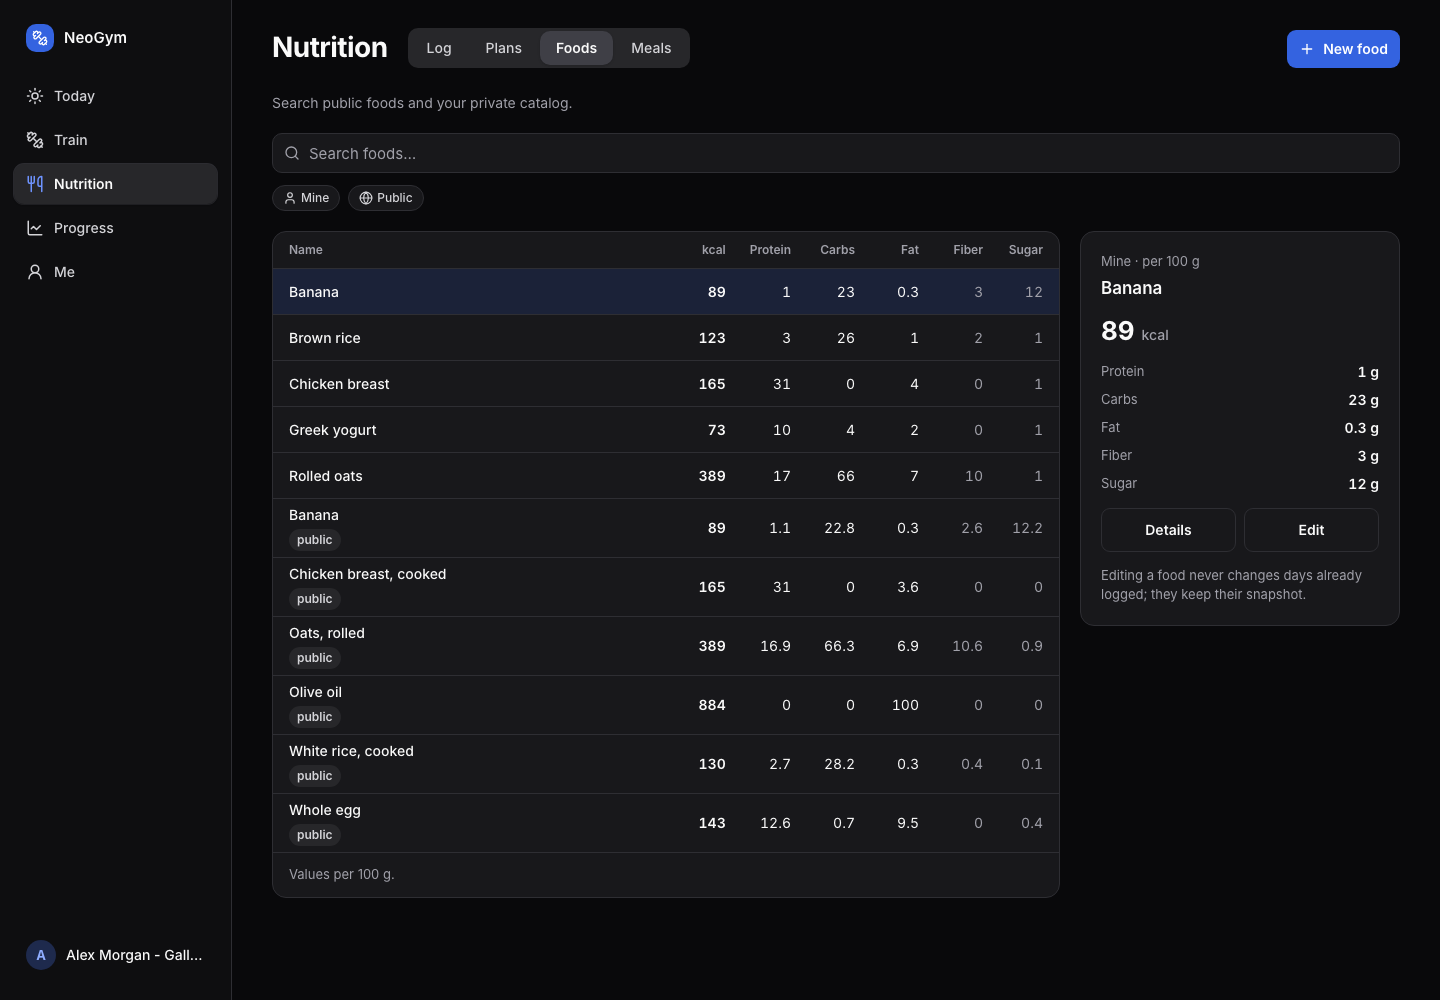 NeoGym
Today
Train
Nutrition
Progress
Me
Alex Morgan - Gall...
A
Nutrition
Log Plans Foods Meals
New food
Search public foods and your private catalog.
Search foods...
Mine Public
Name kcal Protein Carbs Fat Fiber Sugar
Banana 89 1 23 0.3 3 12
Brown rice 123 3 26 1 2 1
Chicken breast 165 31 0 4 0 1
Greek yogurt 73 10 4 2 0 1
Rolled oats 389 17 66 7 10 1
Banana 89 1.1 22.8 0.3 2.6 12.2
public
Chicken breast, cooked 165 31 0 3.6 0 0
public
Oats, rolled 389 16.9 66.3 6.9 10.6 0.9
public
Olive oil 884 0 0 100 0 0
public
White rice, cooked 130 2.7 28.2 0.3 0.4 0.1
public
Whole egg 143 12.6 0.7 9.5 0 0.4
public
Values per 100 g.
Mine · per 100 g
Banana
89 kcal
Protein 1 g
Carbs 23 g
Fat 0.3 g
Fiber 3 g
Sugar 12 g
Details Edit
Editing a food never changes days already
logged; they keep their snapshot.